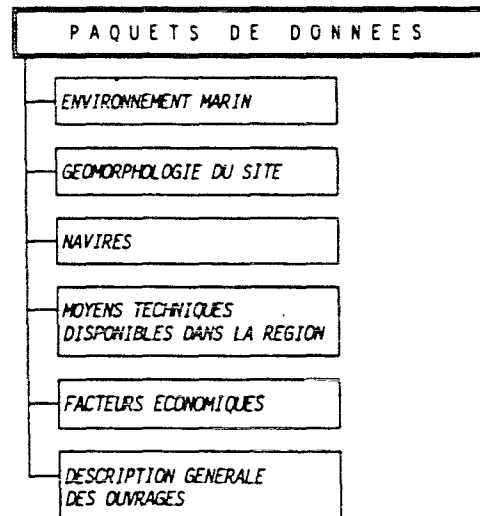 PAQUETS DE DONNEES
ENVIRONNEMENT MARIN
GEOMORPHOLOGIE DU SITE
NAVIRES
MOYENS TECHNIQUES
DISPONIBLES DANS LA REGION
FACTEURS ECONOMIQUES
DESCRIPTION GENERALE
DES OUVRAGES